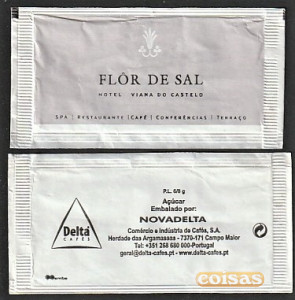 FLÔR DE SAL
HOTEL VIANA DO CASTELO
SPA | RESTAURANTE | CAFÉ | CONFERÊNCIAS | TERRAÇO
P.L. 6/8 g
Açúcar
Embalado por:
NOVADELTA
Comércio e Indústria de Cafés, S.A.
Herdade das Argamassas - 7370-171 Campo Maior
Tel: +351 268 680 000-Portugal
geral@delta-cafes.pt - www.delta-cafes.pt
Delta
CAFÉS
coisas